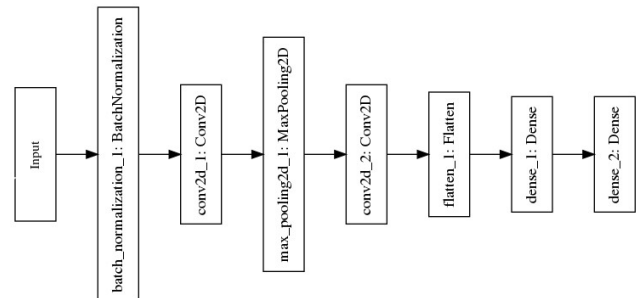 Input
batch_normalization_1: BatchNormalization
conv2d_1: Conv2D
max_pooling2d_1: MaxPooling2D
conv2d_2: Conv2D
flatten_1: Flatten
dense_1: Dense
dense_2: Dense